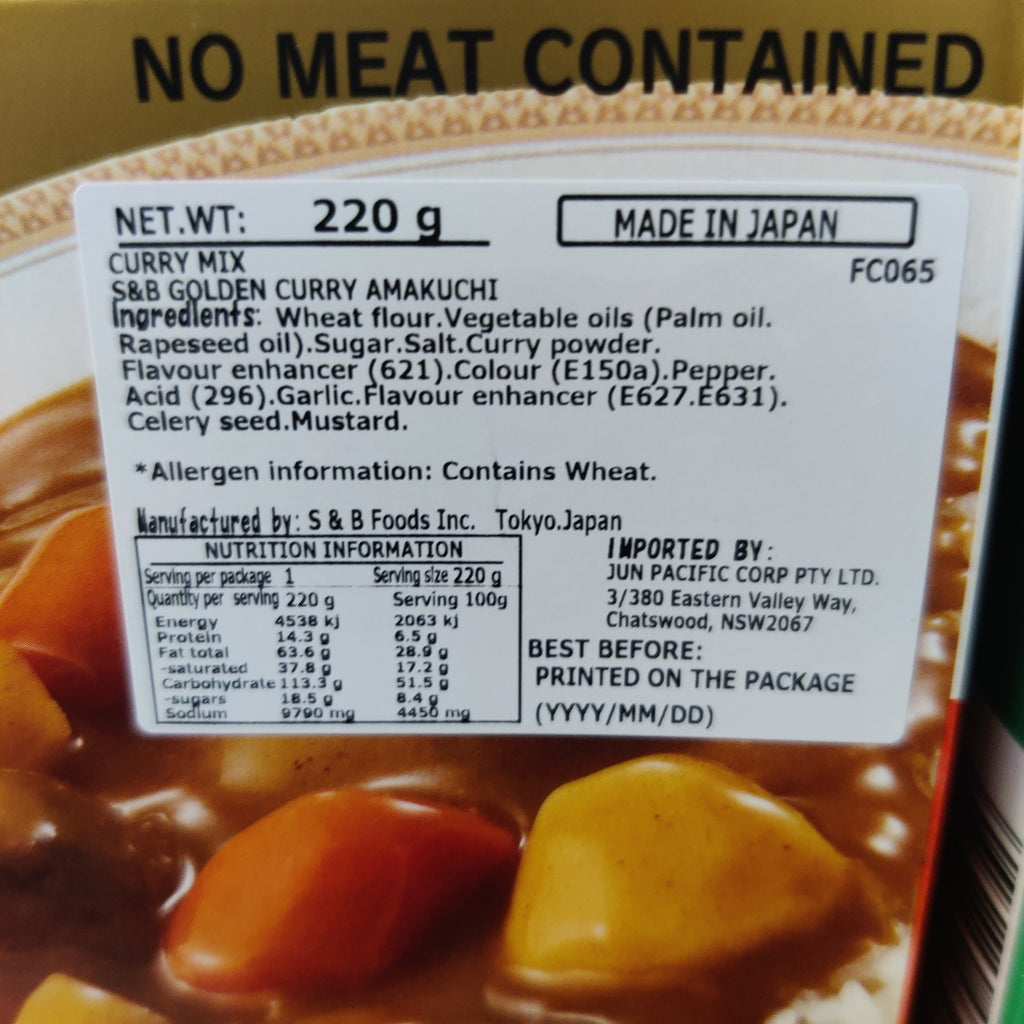 NO MEAT CONTAINED
NET.WT: 220 g
MADE IN JAPAN
CURRY MIX
FC065
S&B GOLDEN CURRY AMAKUCHI
Ingredients: Wheat flour.Vegetable oils (Palm oil.
Rapeseed oil).Sugar.Salt.Curry powder.
Flavour enhancer (621).Colour (E150a).Pepper.
Acid (296).Garlic.Flavour enhancer (E627.E631).
Celery seed.Mustard.
*Allergen information: Contains Wheat.
Manufactured by: S & B Foods Inc. Tokyo.Japan
NUTRITION INFORMATION
Serving per package 1 Serving size 220 g
Quantity per serving 220 g Serving 100g
Energy 4538 kj 2063 kj
Protein 14.3 g 6.5 g
Fat total 63.6 g 28.9 g
-saturated 37.8 g 17.2 g
Carbohydrate 113.3 g 51.5 g
-sugars 18.5 g 8.4 g
Sodium 9790 mg 4450 mg
IMPORTED BY:
JUN PACIFIC CORP PTY LTD.
3/380 Eastern Valley Way,
Chatswood, NSW2067
BEST BEFORE:
PRINTED ON THE PACKAGE
(YYYY/MM/DD)